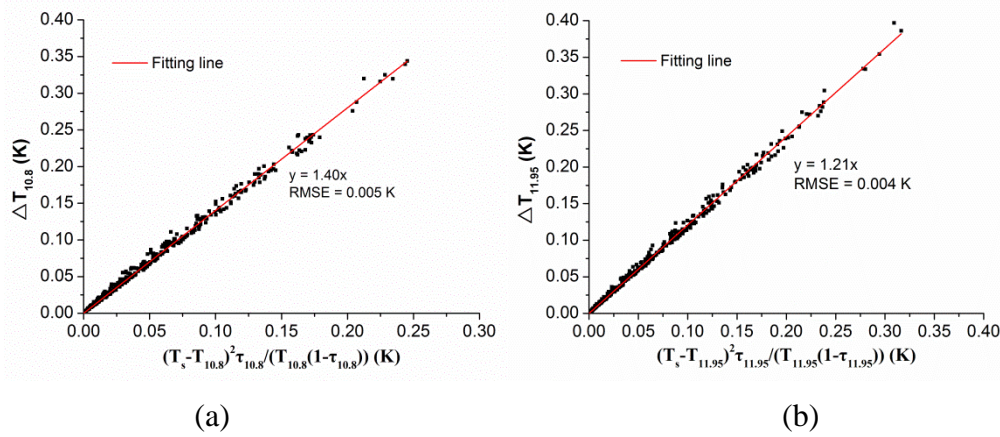 0.40
0.35
0.30
0.25
0.20
0.15
0.10
0.05
0.00
△T10.8 (K)
Fitting line
y = 1.40x
RMSE = 0.005 K
0.00 0.05 0.10 0.15 0.20 0.25 0.30
(Ts-T10.8)²τ10.8/(T10.8(1-τ10.8)) (K)
(a)
0.40
0.35
0.30
0.25
0.20
0.15
0.10
0.05
0.00
△T11.95 (K)
Fitting line
y = 1.21x
RMSE = 0.004 K
0.00 0.05 0.10 0.15 0.20 0.25 0.30 0.35 0.40
(Ts-T11.95)²τ11.95/(T11.95(1-τ11.95)) (K)
(b)